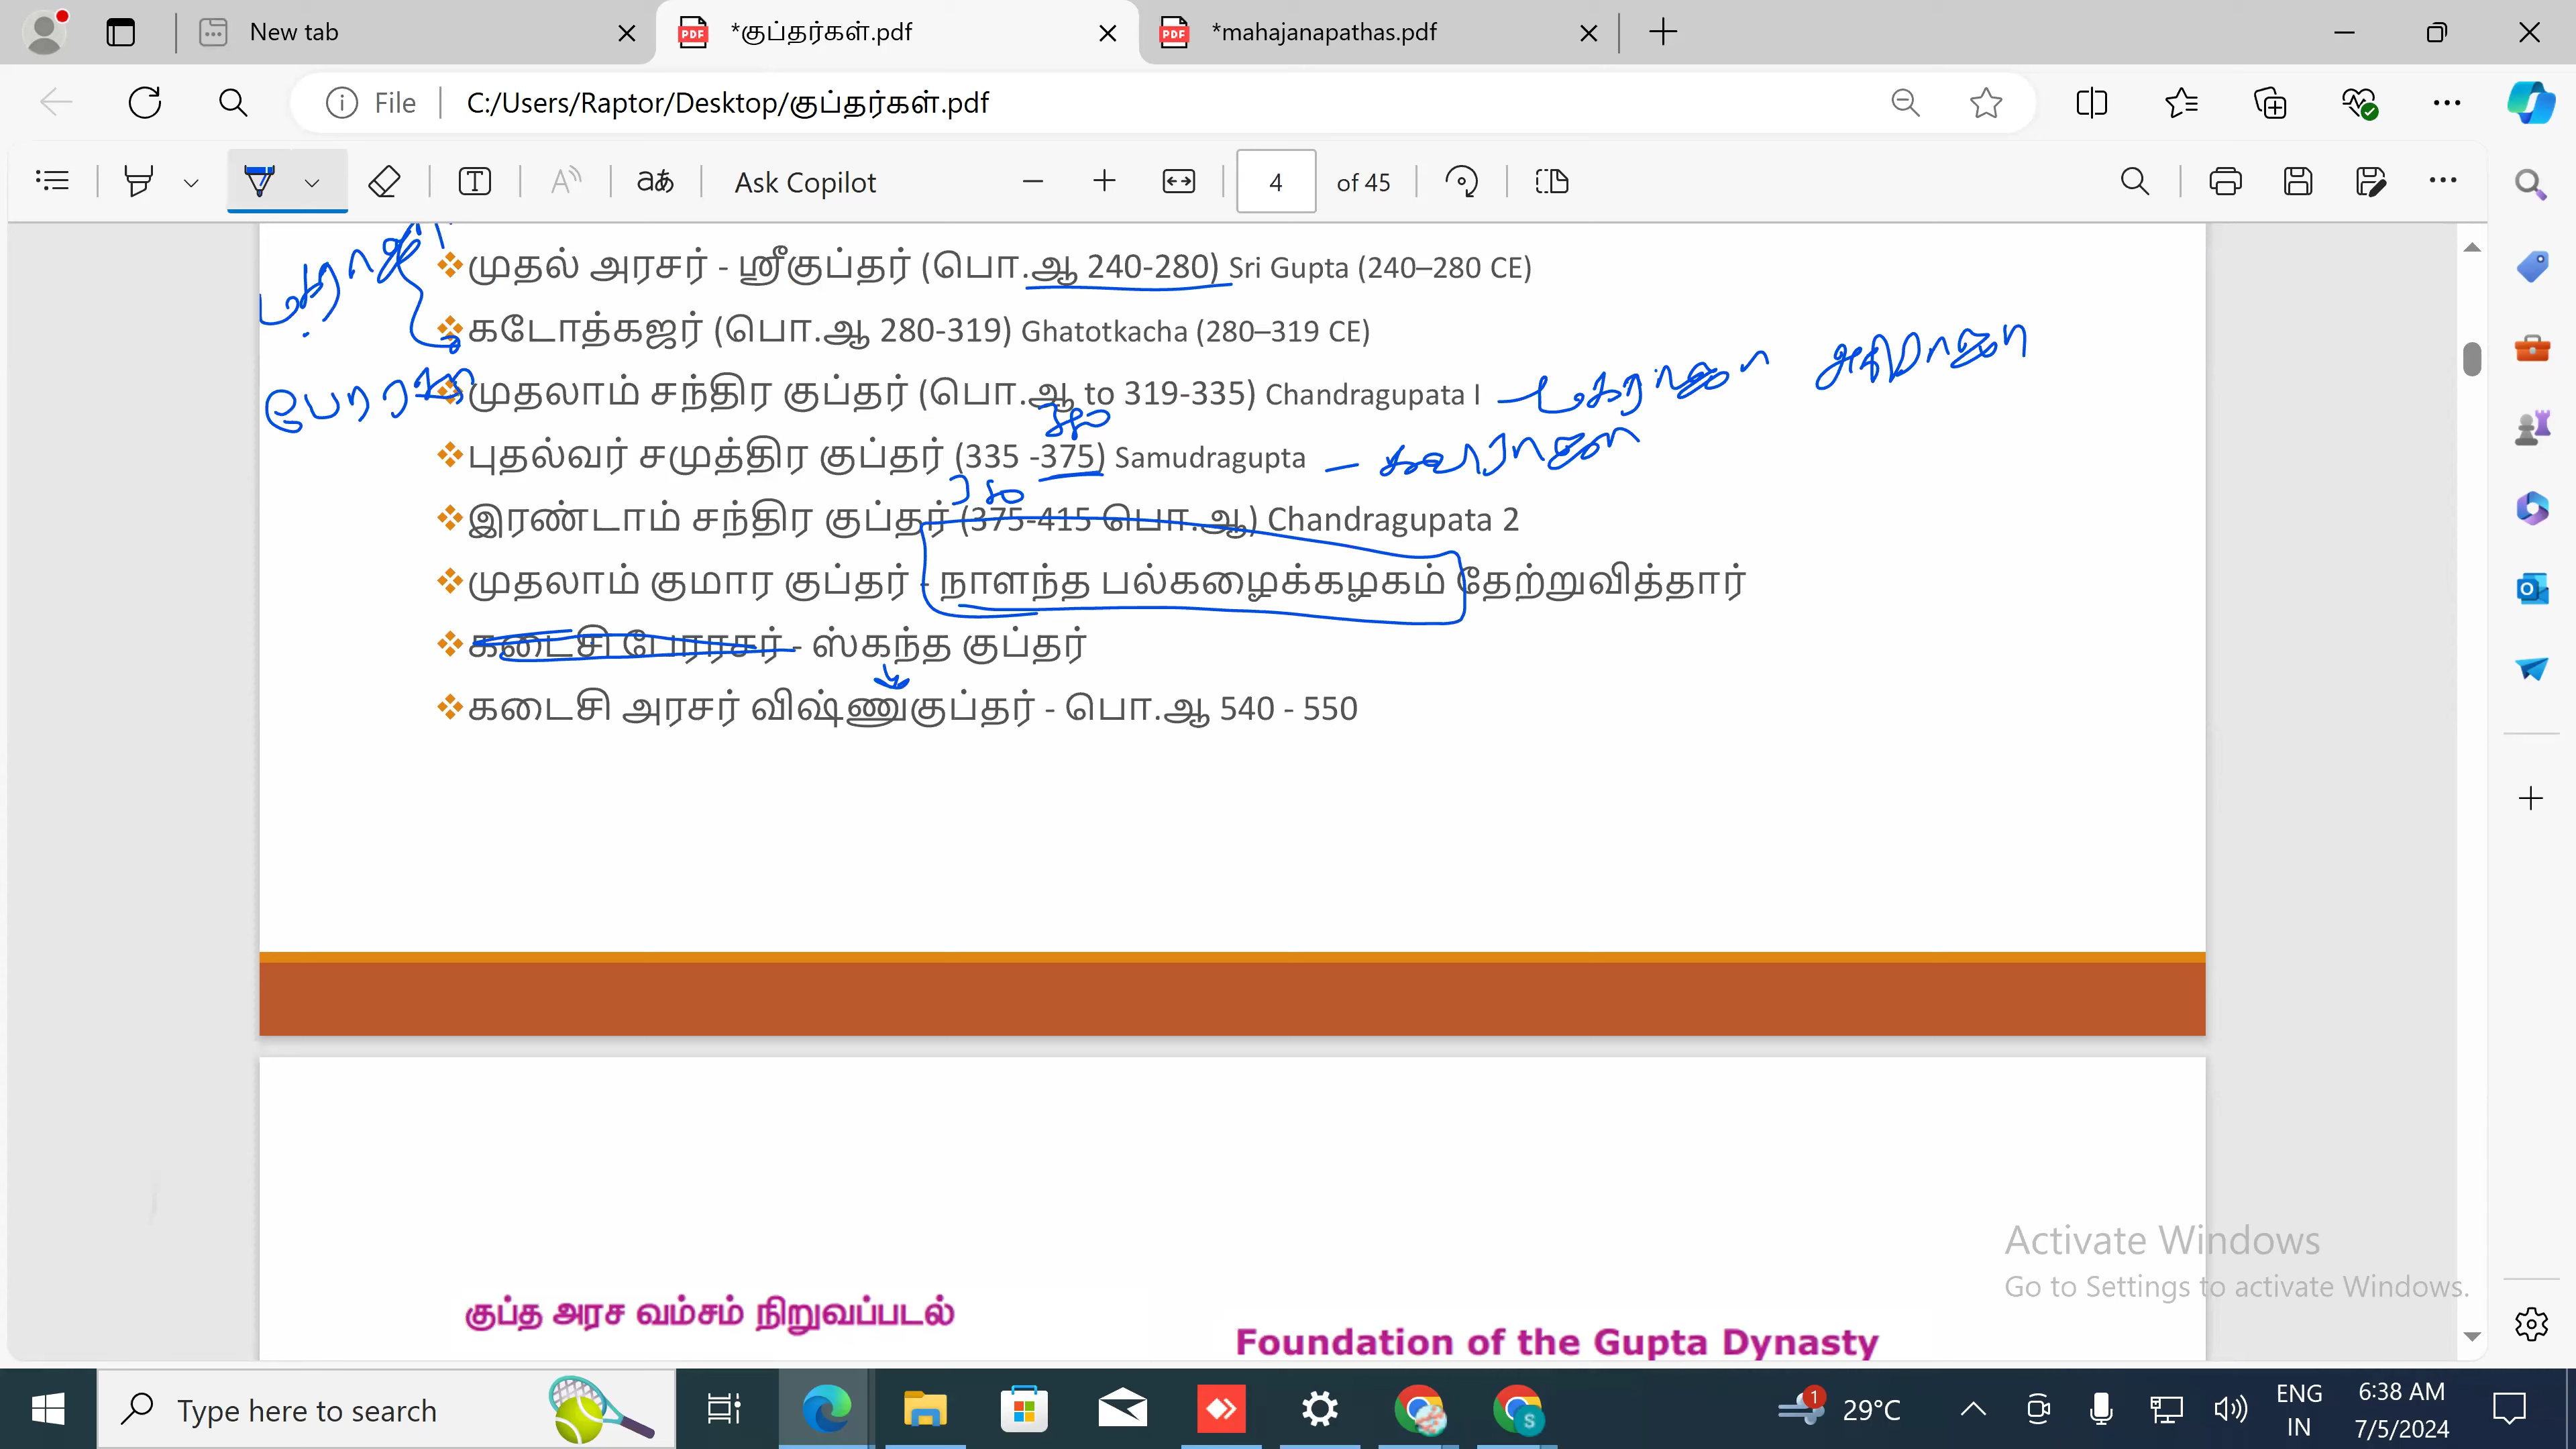 New tab
*குப்தர்கள்.pdf
*mahajanapathas.pdf
File
C:/Users/Raptor/Desktop/குப்தர்கள்.pdf
aதீ
Ask Copilot
4 of 45
முதல் அரசர் - ஸ்ரீகுப்தர் (பொ.ஆ 240-280) Sri Gupta (240–280 CE)
கடோத்கஜர் (பொ.ஆ 280-319) Ghatotkacha (280–319 CE)
முதலாம் சந்திர குப்தர் (பொ.ஆ to 319-335) Chandragupata I
380
புதல்வர் சமுத்திர குப்தர் (335 -375) Samudragupta
380
இரண்டாம் சந்திர குப்தர் (375-415 பொ.ஆ) Chandragupata 2
முதலாம் குமார குப்தர் - நாளந்த பல்கழைக்கழகம் தேற்றுவித்தார்
கடைசி பேரரசர் - ஸ்கந்த குப்தர்
கடைசி அரசர் விஷ்ணுகுப்தர் - பொ.ஆ 540 - 550
குப்த அரச வம்சம் நிறுவப்படல்
Foundation of the Gupta Dynasty
Activate Windows
Go to Settings to activate Windows.
Type here to search
1
29°C
ENG
IN
6:38 AM
7/5/2024